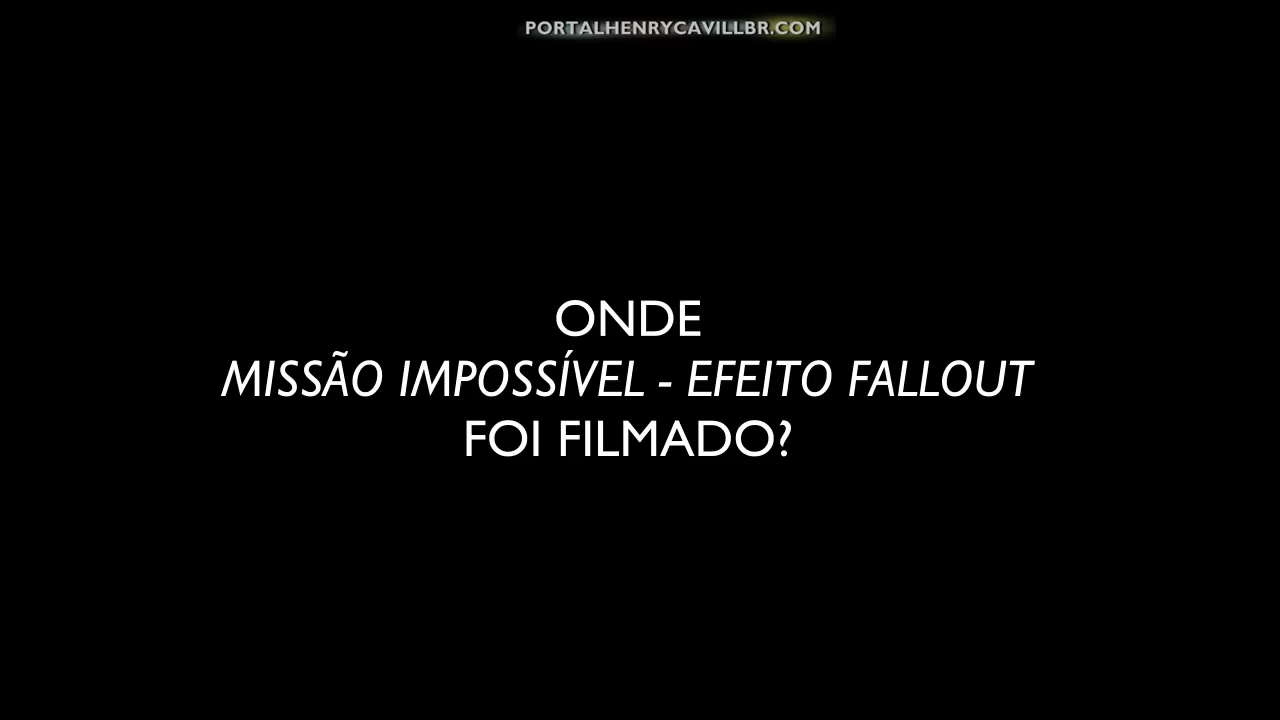 PORTALHENRYCAVILLBR.COM
ONDE
MISSÃO IMPOSSÍVEL - EFEITO FALLOUT
FOI FILMADO?